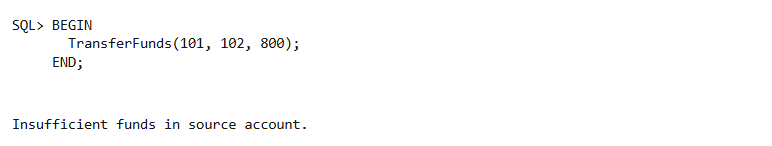 SQL> BEGIN
TransferFunds(101, 102, 800);
END;
Insufficient funds in source account.